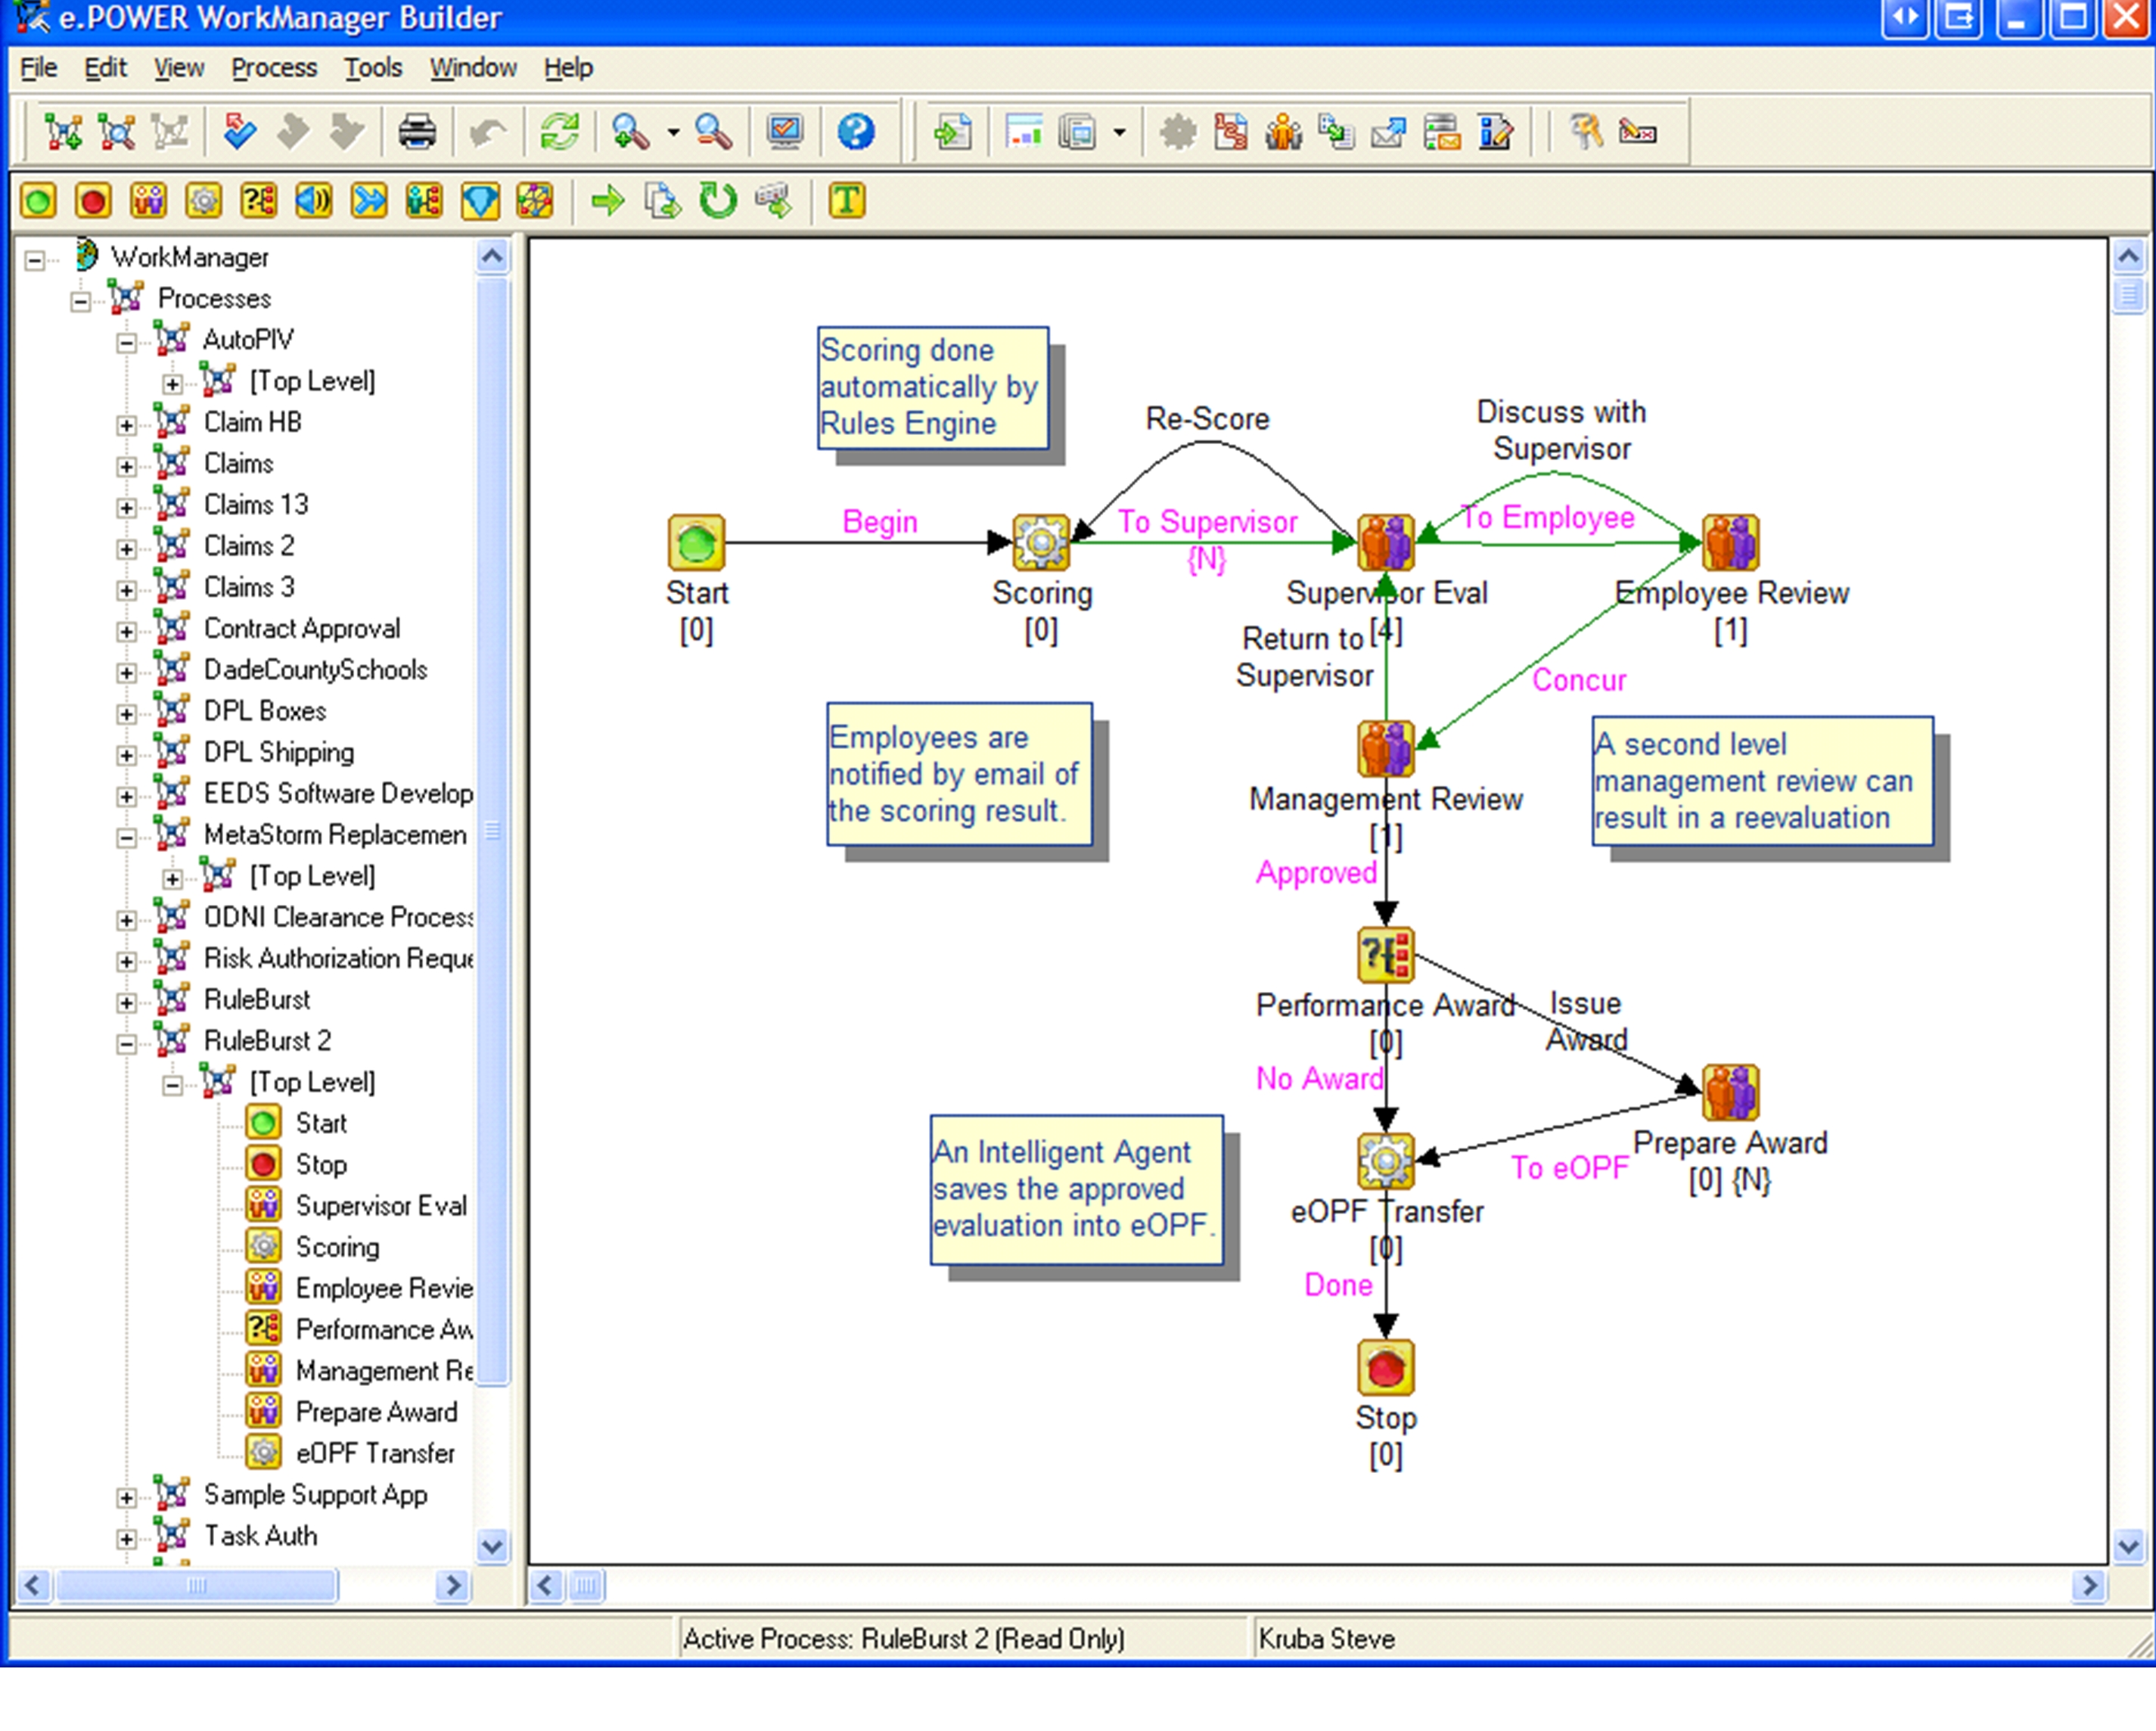 e.POWER WorkManager Builder
File Edit View Process Tools Window Help
WorkManager
Processes
AutoPIV
[Top Level]
Claim HB
Claims
Claims 13
Claims 2
Claims 3
Contract Approval
DadeCountySchools
DPL Boxes
DPL Shipping
EEDS Software Develop
MetaStorm Replacemen
[Top Level]
ODNI Clearance Process
Risk Authorization Reque
RuleBurst
RuleBurst 2
[Top Level]
Start
Stop
Supervisor Eval
Scoring
Employee Revie
Performance Aw
Management Re
Prepare Award
eOPF Transfer
Sample Support App
Task Auth
Scoring done
automatically by
Rules Engine
Re-Score
Discuss with
Supervisor
Begin
To Supervisor
{N}
To Employee
Start
[0]
Scoring
[0]
Supervisor Eval
[4]
Employee Review
[1]
Return to
Supervisor
Concur
Employees are
notified by email of
the scoring result.
A second level
management review can
result in a reevaluation
Management Review
[1]
Approved
Performance Award
[0]
Issue
Award
No Award
Prepare Award
[0] {N}
To eOPF
An Intelligent Agent
saves the approved
evaluation into eOPF.
eOPF Transfer
[0]
Done
Stop
[0]
Active Process: RuleBurst 2 (Read Only)
Kruba Steve